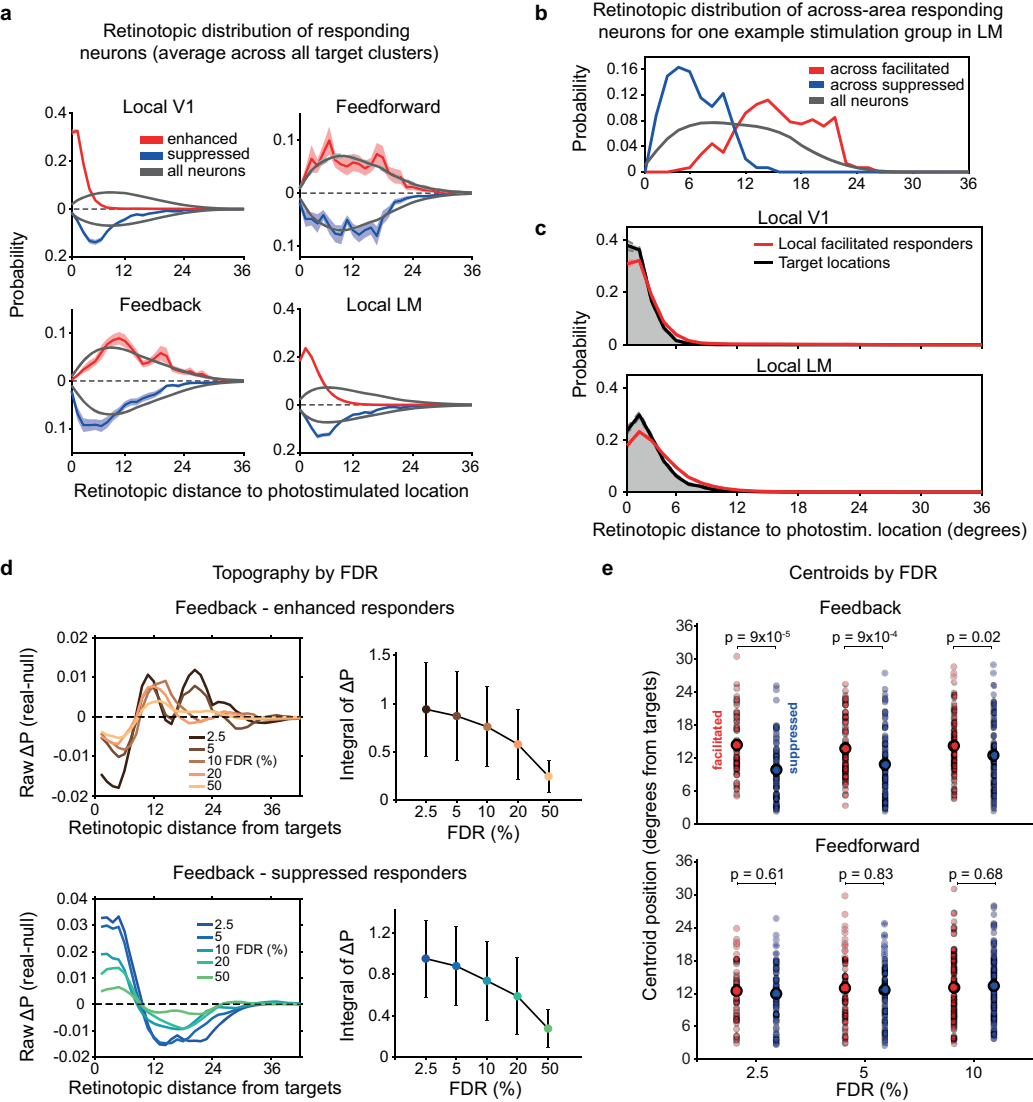 a
Retinotopic distribution of responding
neurons (average across all target clusters)
Local V1
Feedforward
0.4
0.2
0
0.2
enhanced
suppressed
all neurons
0.1
0
0.1
0 12 24 36
0 12 24 36
Feedback
Local LM
0.1
0
0.1
0.4
0.2
0
0.2
0 12 24 36
0 12 24 36
Probability
Retinotopic distance to photostimulated location
b
Retinotopic distribution of across-area responding
neurons for one example stimulation group in LM
Probability
0.16
0.12
0.08
0.04
0
across facilitated
across suppressed
all neurons
0 6 12 18 24 36
c
Local V1
0.4
0.2
0
Local facilitated responders
Target locations
0 6 12 18 24 30 36
Local LM
0.4
0.2
0
0 6 12 18 24 30 36
Probability
Retinotopic distance to photostim. location (degrees)
d
Topography by FDR
Feedback - enhanced responders
Raw ΔP (real-null)
0.02
0.01
0
-0.01
-0.02
2.5
5
10 FDR (%)
20
50
0 12 24 36
Retinotopic distance from targets
Integral of ΔP
1.5
1
0.5
0
2.5 5 10 20 50
FDR (%)
Feedback - suppressed responders
Raw ΔP (real-null)
0.04
0.03
0.02
0.01
0
-0.01
-0.02
2.5
5
10 FDR (%)
20
50
0 12 24 36
Retinotopic distance from targets
Integral of ΔP
1.2
0.8
0.4
0
2.5 5 10 20 50
FDR (%)
e
Centroids by FDR
Feedback
36
30
24
18
12
6
0
p = 9x10-5
p = 9x10-4
p = 0.02
facilitated
suppressed
Feedforward
36
30
24
18
12
6
0
p = 0.61
p = 0.83
p = 0.68
2.5 5 10
FDR (%)
Centroid position (degrees from targets)